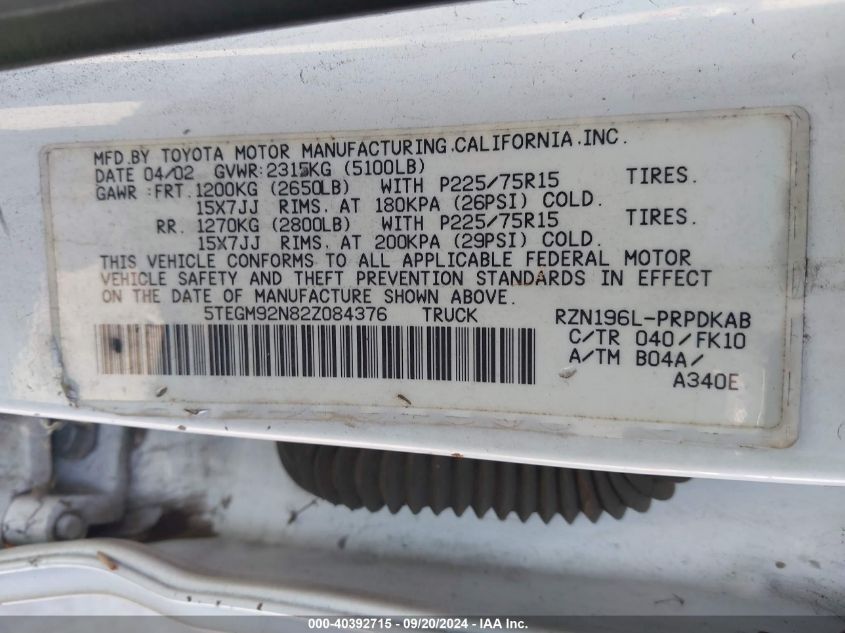 MFD.BY TOYOTA MOTOR MANUFACTURING.CALIFORNIA.INC.
DATE 04/02 GVWR:2315KG (5100LB)
GAWR :FRT.1200KG (2650LB) WITH P225/75R15 TIRES.
15X7JJ RIMS. AT 180KPA (26PSI) COLD.
RR. 1270KG (2800LB) WITH P225/75R15 TIRES.
15X7JJ RIMS. AT 200KPA (29PSI) COLD.
THIS VEHICLE CONFORMS TO ALL APPLICABLE FEDERAL MOTOR
VEHICLE SAFETY AND THEFT PREVENTION STANDARDS IN EFFECT
ON THE DATE OF MANUFACTURE SHOWN ABOVE.
5TEGM92N82Z084376 TRUCK RZN196L-PRPDKAB
C/TR 040/FK10
A/TM B04A/
A340E
000-40392715 - 09/20/2024 - IAAI.com